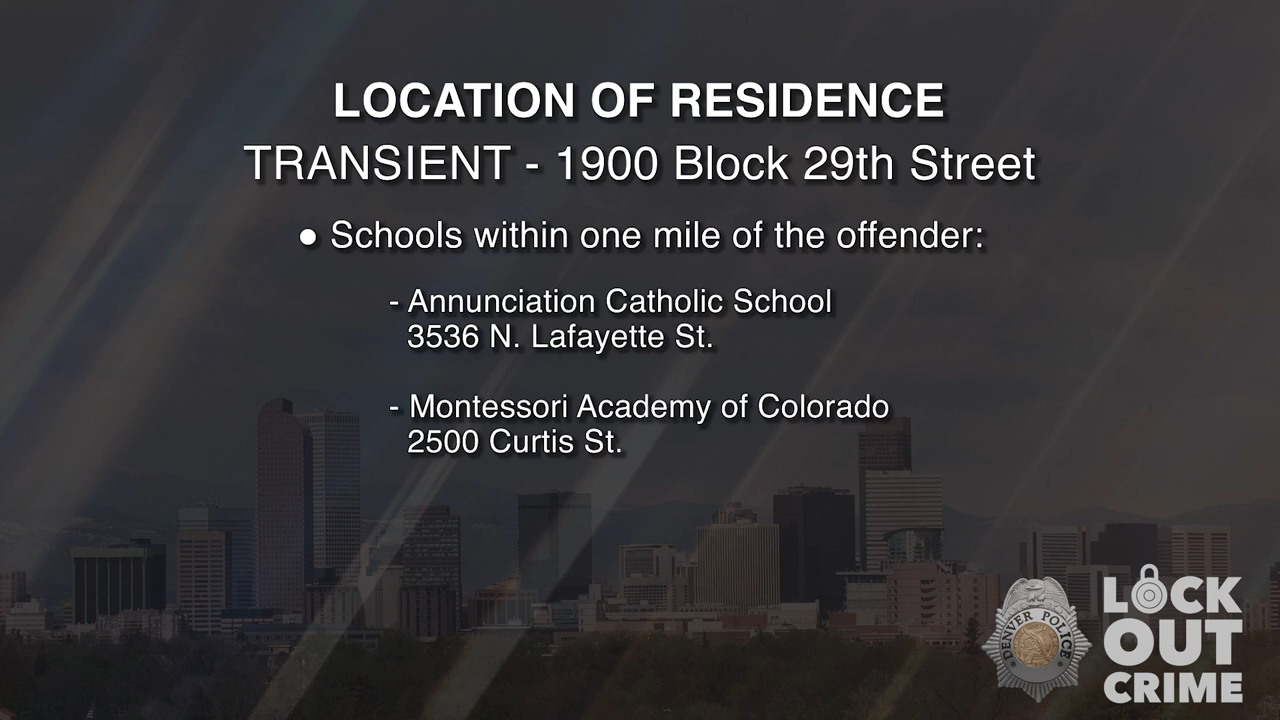 LOCATION OF RESIDENCE
TRANSIENT - 1900 Block 29th Street
● Schools within one mile of the offender:
- Annunciation Catholic School
3536 N. Lafayette St.
- Montessori Academy of Colorado
2500 Curtis St.
DENVER POLICE
LOCK
OUT
CRIME